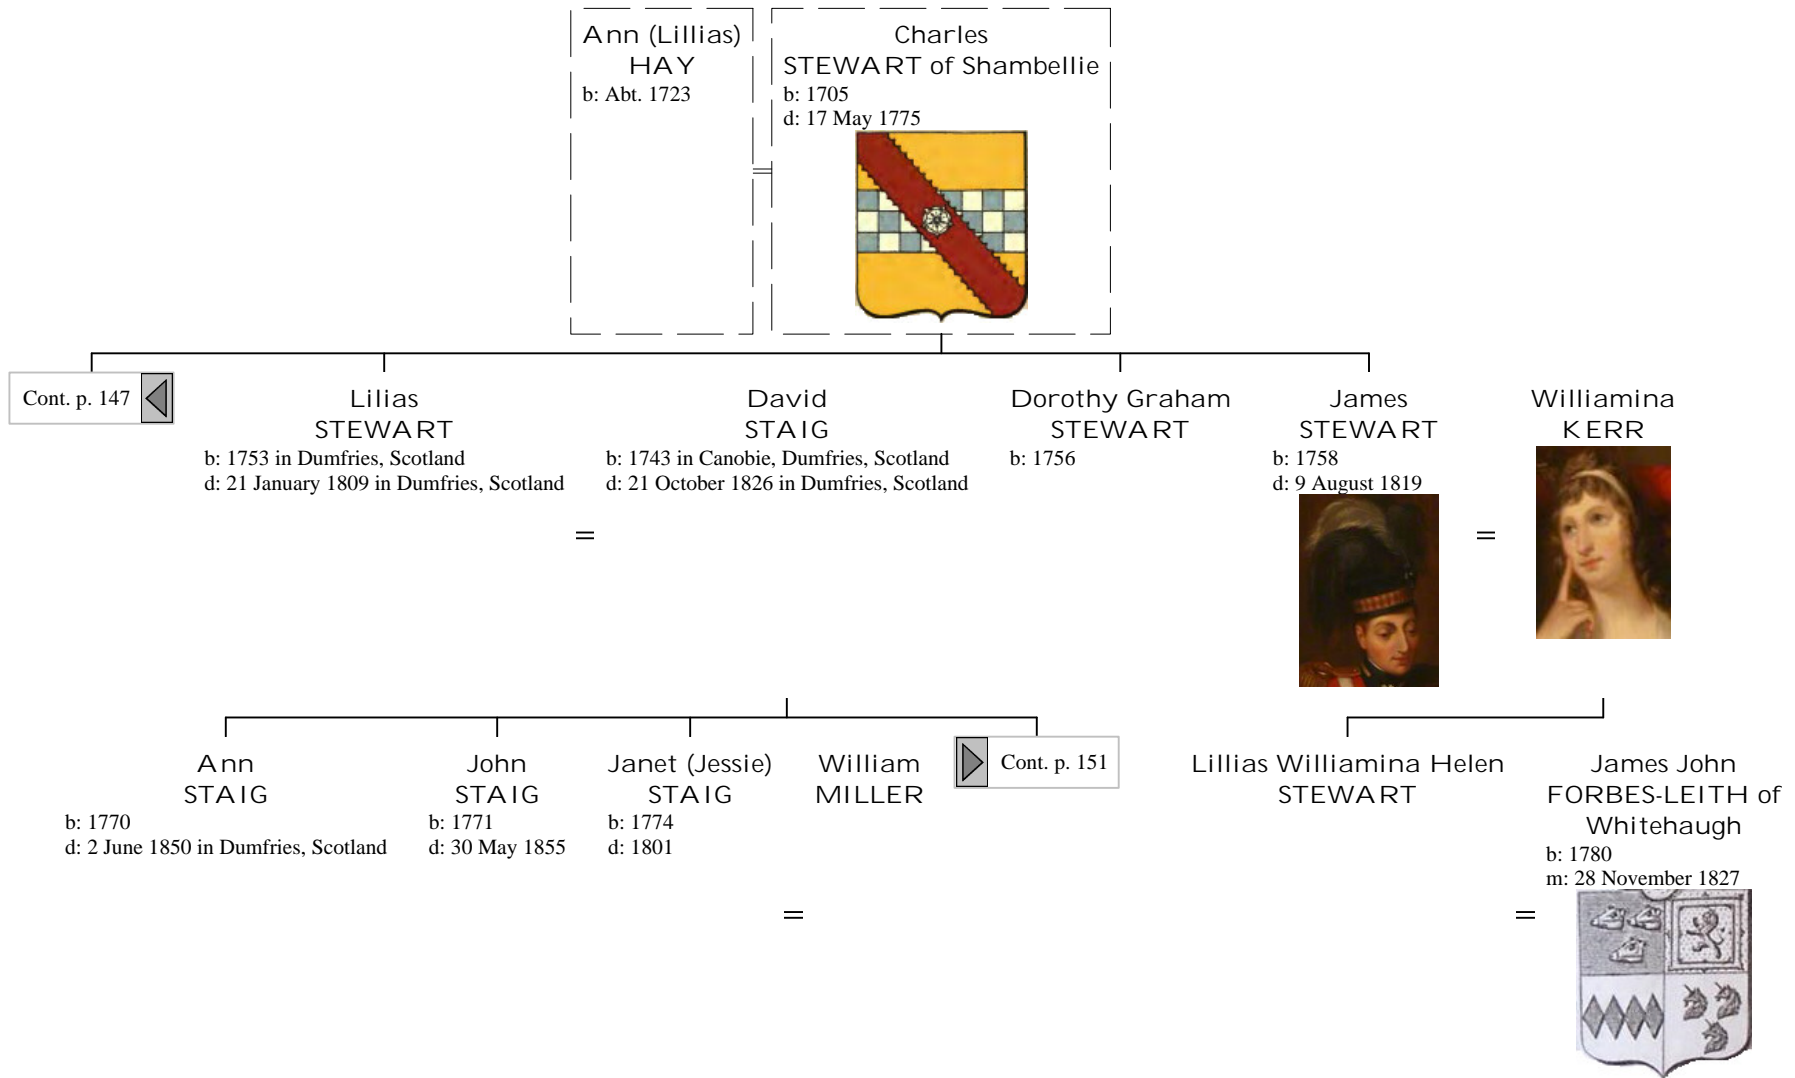 Ann (Lillias)
HAY
b: Abt. 1723
Charles
STEWART of Shambellie
b: 1705
d: 17 May 1775
=
Cont. p. 147
Lilias
STEWART
b: 1753 in Dumfries, Scotland
d: 21 January 1809 in Dumfries, Scotland
=
David
STAIG
b: 1743 in Canobie, Dumfries, Scotland
d: 21 October 1826 in Dumfries, Scotland
Dorothy Graham
STEWART
b: 1756
James
STEWART
b: 1758
d: 9 August 1819
=
Williamina
KERR
Ann
STAIG
b: 1770
d: 2 June 1850 in Dumfries, Scotland
John
STAIG
b: 1771
d: 30 May 1855
Janet (Jessie)
STAIG
b: 1774
d: 1801
=
William
MILLER
Cont. p. 151
Lillias Williamina Helen
STEWART
=
James John
FORBES-LEITH of
Whitehaugh
b: 1780
m: 28 November 1827